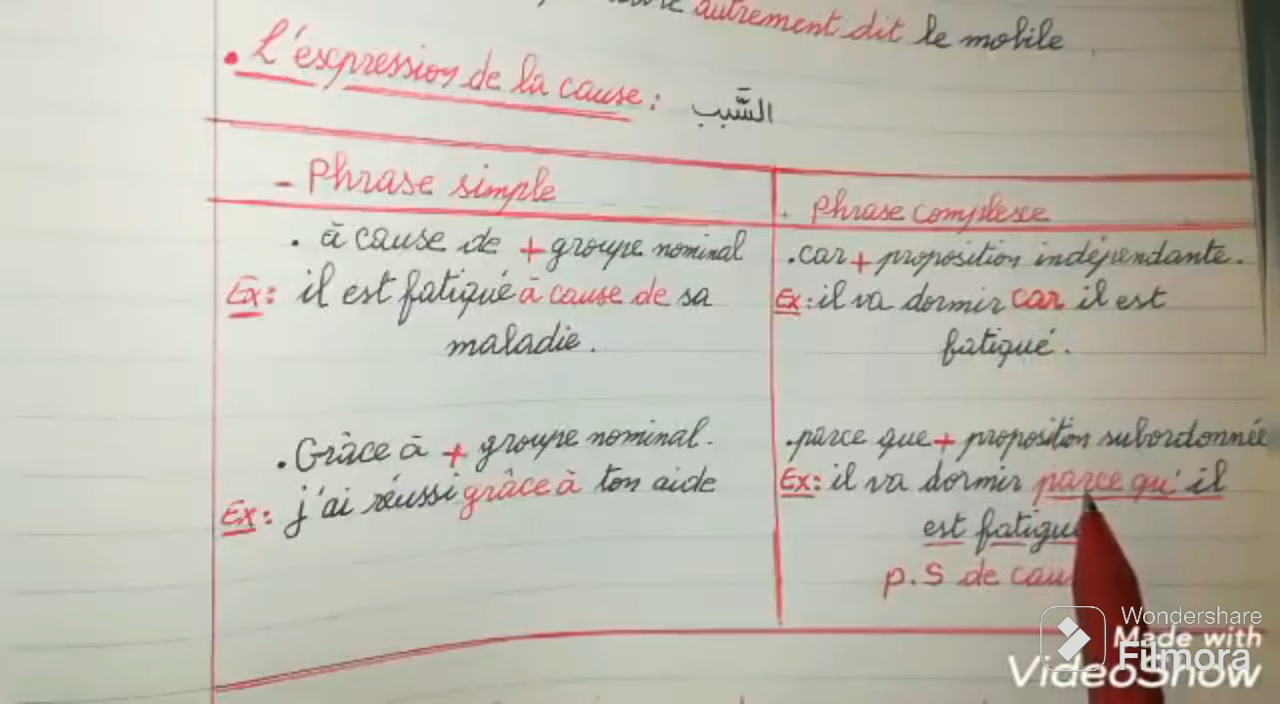 autrement dit le mobile
. L'expression de la cause : السَّبب
- Phrase simple
. Phrase complexe
. à cause de + groupe nominal
Ex: il est fatigué à cause de sa
maladie.
. Grâce à + groupe nominal.
Ex: j'ai réussi grâce à ton aide
. car + proposition indépendante.
Ex: il va dormir car il est
fatigué.
. parce que + proposition subordonnée
Ex: il va dormir parce qu'il
est fatigu
p.S de cau
Wondershare
Filmora
Made with
VideoShow